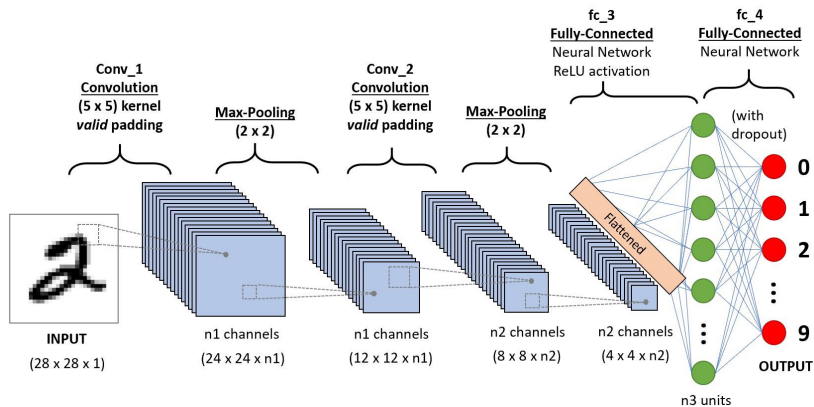 Conv_1
Convolution
(5 x 5) kernel
valid padding
Max-Pooling
(2 x 2)
Conv_2
Convolution
(5 x 5) kernel
valid padding
Max-Pooling
(2 x 2)
fc_3
Fully-Connected
Neural Network
ReLU activation
fc_4
Fully-Connected
Neural Network
(with
dropout)
INPUT
(28 x 28 x 1)
n1 channels
(24 x 24 x n1)
n1 channels
(12 x 12 x n1)
n2 channels
(8 x 8 x n2)
n2 channels
(4 x 4 x n2)
Flattened
n3 units
0
1
2
9
OUTPUT
2